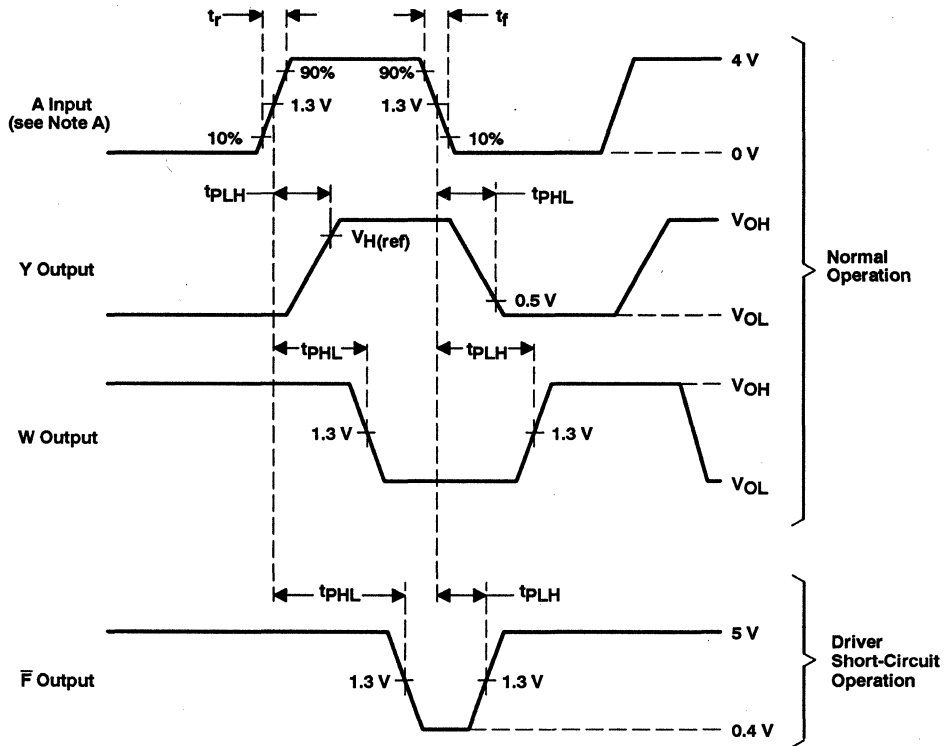 tr
tf
90%
90%
4 V
A Input
(see Note A)
1.3 V
1.3 V
10%
10%
0 V
tPLH
tPHL
VOH
VH(ref)
Y Output
Normal
Operation
0.5 V
VOL
tPHL
tPLH
VOH
W Output
1.3 V
1.3 V
VOL
tPHL
tPLH
5 V
Driver
Short-Circuit
Operation
F̅ Output
1.3 V
1.3 V
0.4 V